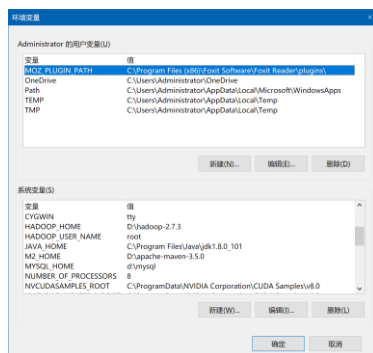 环境变量
×
Administrator 的用户变量(U)
变量 值
MOZ_PLUGIN_PATH C:\Program Files (x86)\Foxit Software\Foxit Reader\plugins\
OneDrive C:\Users\Administrator\OneDrive
Path C:\Users\Administrator\AppData\Local\Microsoft\WindowsApps
TEMP C:\Users\Administrator\AppData\Local\Temp
TMP C:\Users\Administrator\AppData\Local\Temp
新建(N)... 编辑(E)... 删除(D)
系统变量(S)
变量 值
CYGWIN tty
HADOOP_HOME D:\hadoop-2.7.3
HADOOP_USER_NAME root
JAVA_HOME C:\Program Files\Java\jdk1.8.0_101
M2_HOME D:\apache-maven-3.5.0
MYSQL_HOME d:\mysql
NUMBER_OF_PROCESSORS 8
NVCUDASAMPLES_ROOT C:\ProgramData\NVIDIA Corporation\CUDA Samples\v8.0
新建(W)... 编辑(I)... 删除(L)
确定 取消